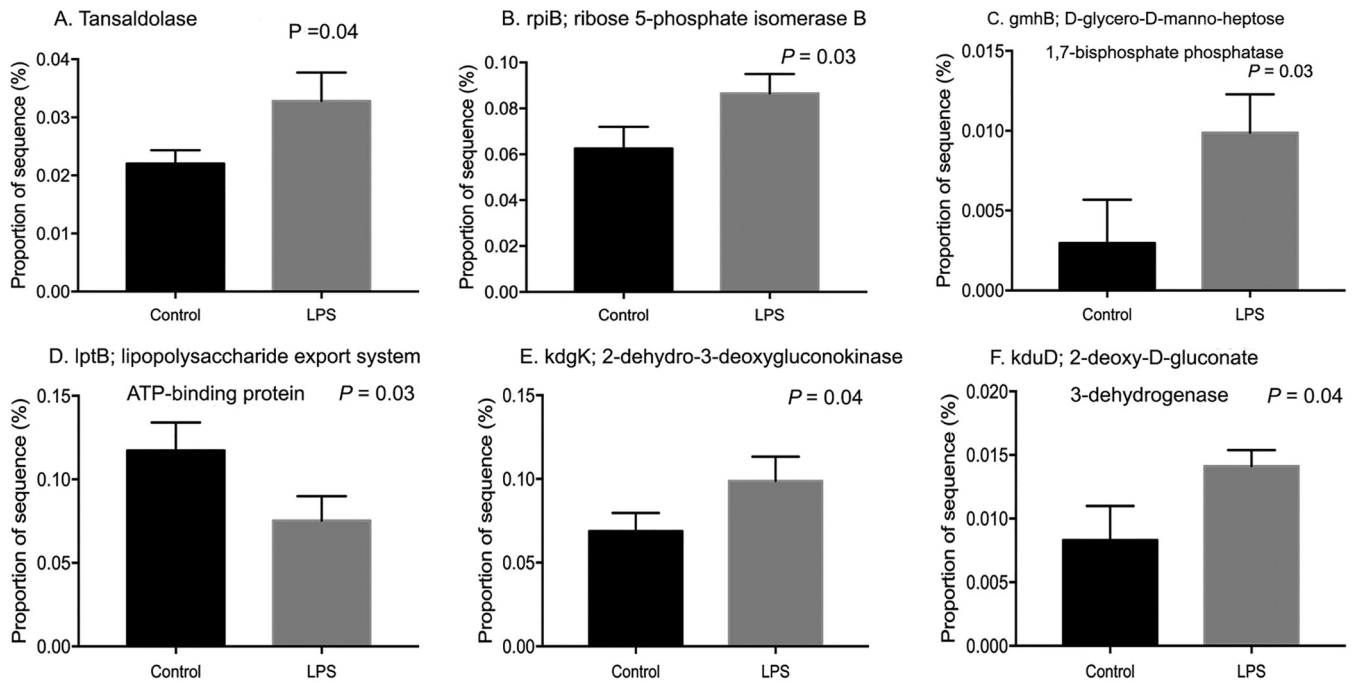 A. Tansaldolase
P =0.04
Proportion of sequence (%)
0.04
0.03
0.02
0.01
0.00
Control
LPS
B. rpiB; ribose 5-phosphate isomerase B
P = 0.03
Proportion of sequence (%)
0.10
0.08
0.06
0.04
0.02
0.00
Control
LPS
C. gmhB; D-glycero-D-manno-heptose
1,7-bisphosphate phosphatase
P = 0.03
Proportion of sequence (%)
0.015
0.010
0.005
0.000
Control
LPS
D. lptB; lipopolysaccharide export system
ATP-binding protein
P = 0.03
Proportion of sequence (%)
0.15
0.10
0.05
0.00
Control
LPS
E. kdgK; 2-dehydro-3-deoxygluconokinase
P = 0.04
Proportion of sequence (%)
0.15
0.10
0.05
0.00
Control
LPS
F. kduD; 2-deoxy-D-gluconate
3-dehydrogenase
P = 0.04
Proportion of sequence (%)
0.020
0.015
0.010
0.005
0.000
Control
LPS